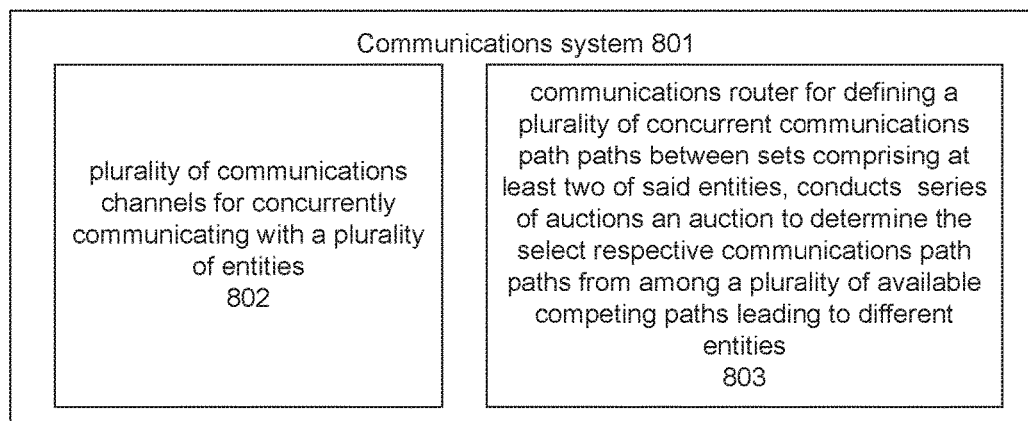 Communications system 801
plurality of communications
channels for concurrently
communicating with a plurality
of entities
802
communications router for defining a
plurality of concurrent communications
path paths between sets comprising at
least two of said entities, conducts series
of auctions an auction to determine the
select respective communications path
paths from among a plurality of available
competing paths leading to different
entities
803